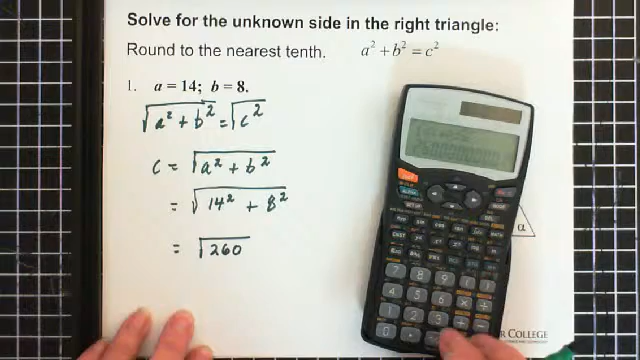 Solve for the unknown side in the right triangle:
Round to the nearest tenth. a² + b² = c²
1. a = 14; b = 8.
√(a² + b²) = √(c²)
c = √(a² + b²)
= √(14² + 8²)
= √260
α
COLLEGE